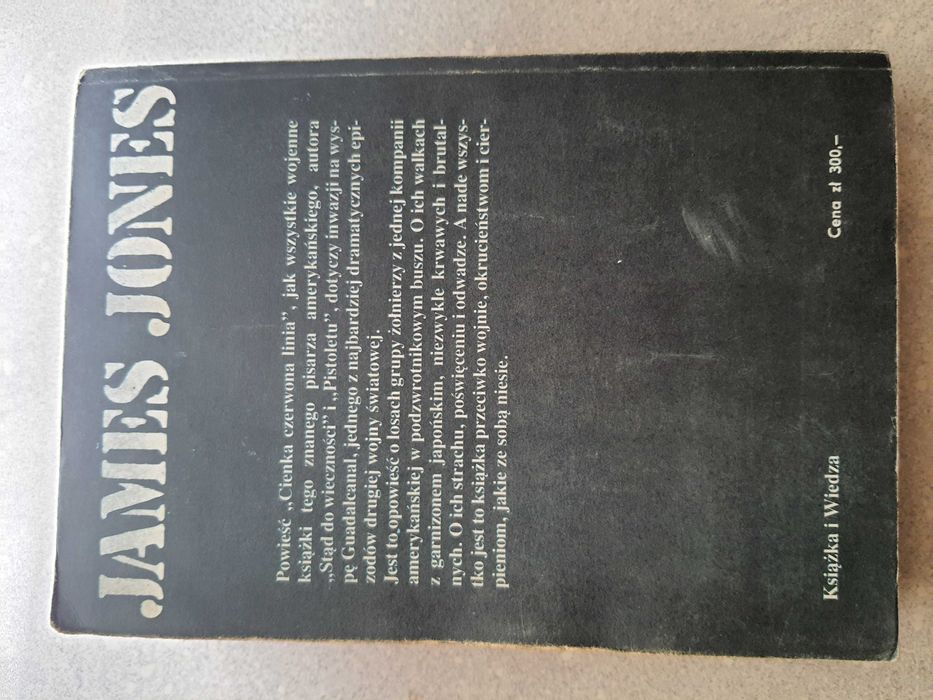 JAMES JONES
Powieść „Cienka czerwona linia”, jak wszystkie wojenne
książki tego znanego pisarza amerykańskiego, autora
„Stąd do wieczności” i „Pistoletu”, dotyczy inwazji na wys-
pę Guadalcanal, jednego z najbardziej dramatycznych epi-
zodów drugiej wojny światowej.
Jest to opowieść o losach grupy żołnierzy z jednej kompanii
amerykańskiej w podzwrotnikowym buszu. O ich walkach
z garnizonem japońskim, niezwykle krwawych i brutal-
nych. O ich strachu, poświęceniu i odwadze. A nade wszys-
tko jest to książka przeciwko wojnie, okrucieństwom i cier-
pieniom, jakie ze sobą niesie.
Książka i Wiedza
Cena zł 300,–